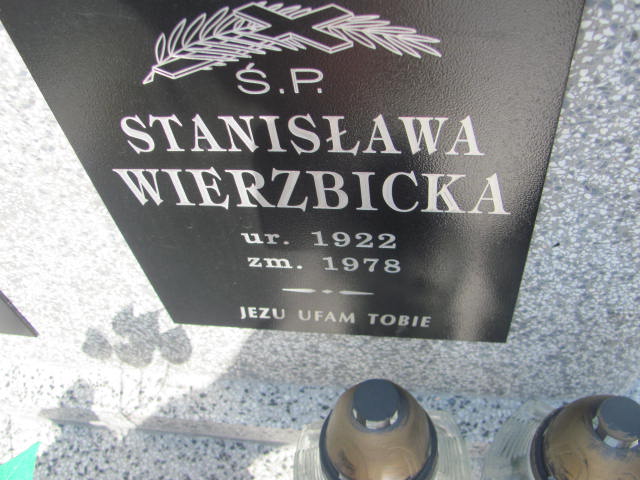 Ś.P.
STANISŁAWA
WIERZBICKA
ur. 1922
zm. 1978
JEZU UFAM TOBIE